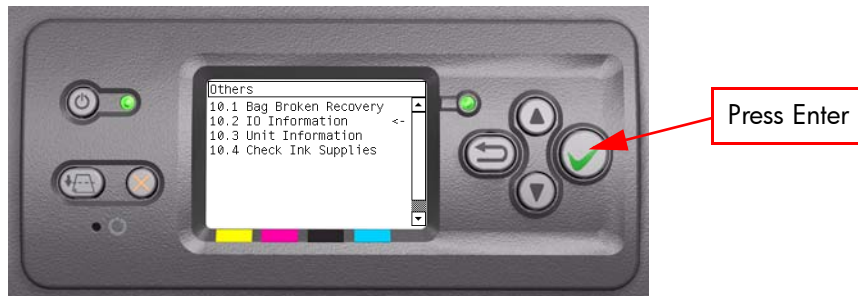 Others
10.1 Bag Broken Recovery
10.2 IO Information <-
10.3 Unit Information
10.4 Check Ink Supplies
Press Enter